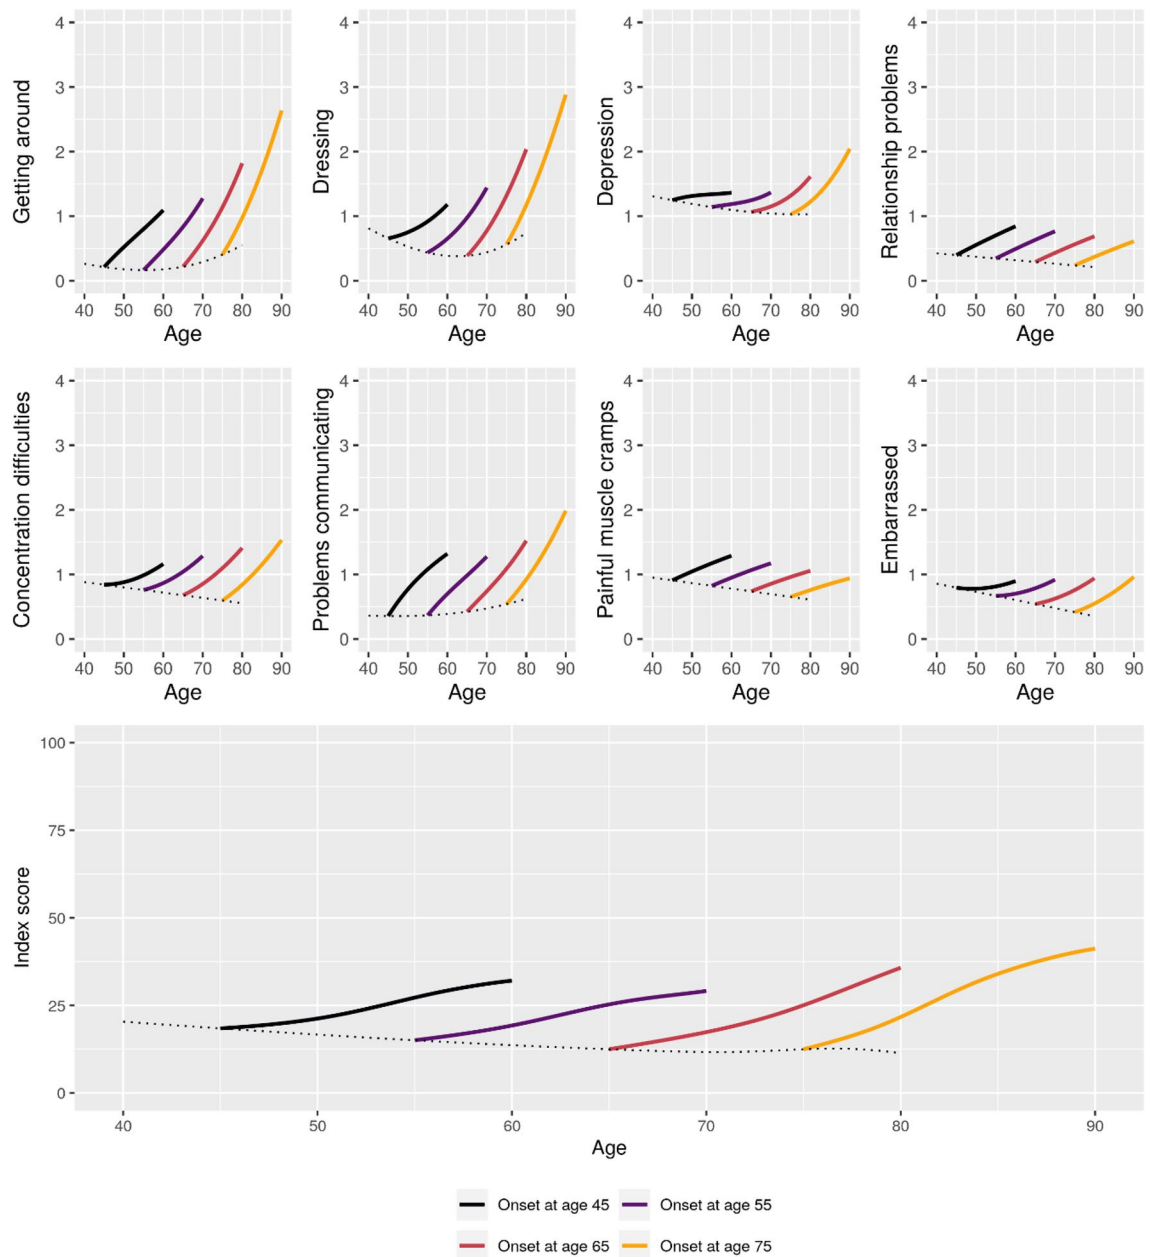 Getting around
4
3
2
1
0
40 50 60 70 80 90
Age
Dressing
4
3
2
1
0
40 50 60 70 80 90
Age
Depression
4
3
2
1
0
40 50 60 70 80 90
Age
Relationship problems
4
3
2
1
0
40 50 60 70 80 90
Age
Concentration difficulties
4
3
2
1
0
40 50 60 70 80 90
Age
Problems communicating
4
3
2
1
0
40 50 60 70 80 90
Age
Painful muscle cramps
4
3
2
1
0
40 50 60 70 80 90
Age
Embarrassed
4
3
2
1
0
40 50 60 70 80 90
Age
Index score
100
75
50
25
0
40 50 60 70 80 90
Age
Onset at age 45 Onset at age 55
Onset at age 65 Onset at age 75